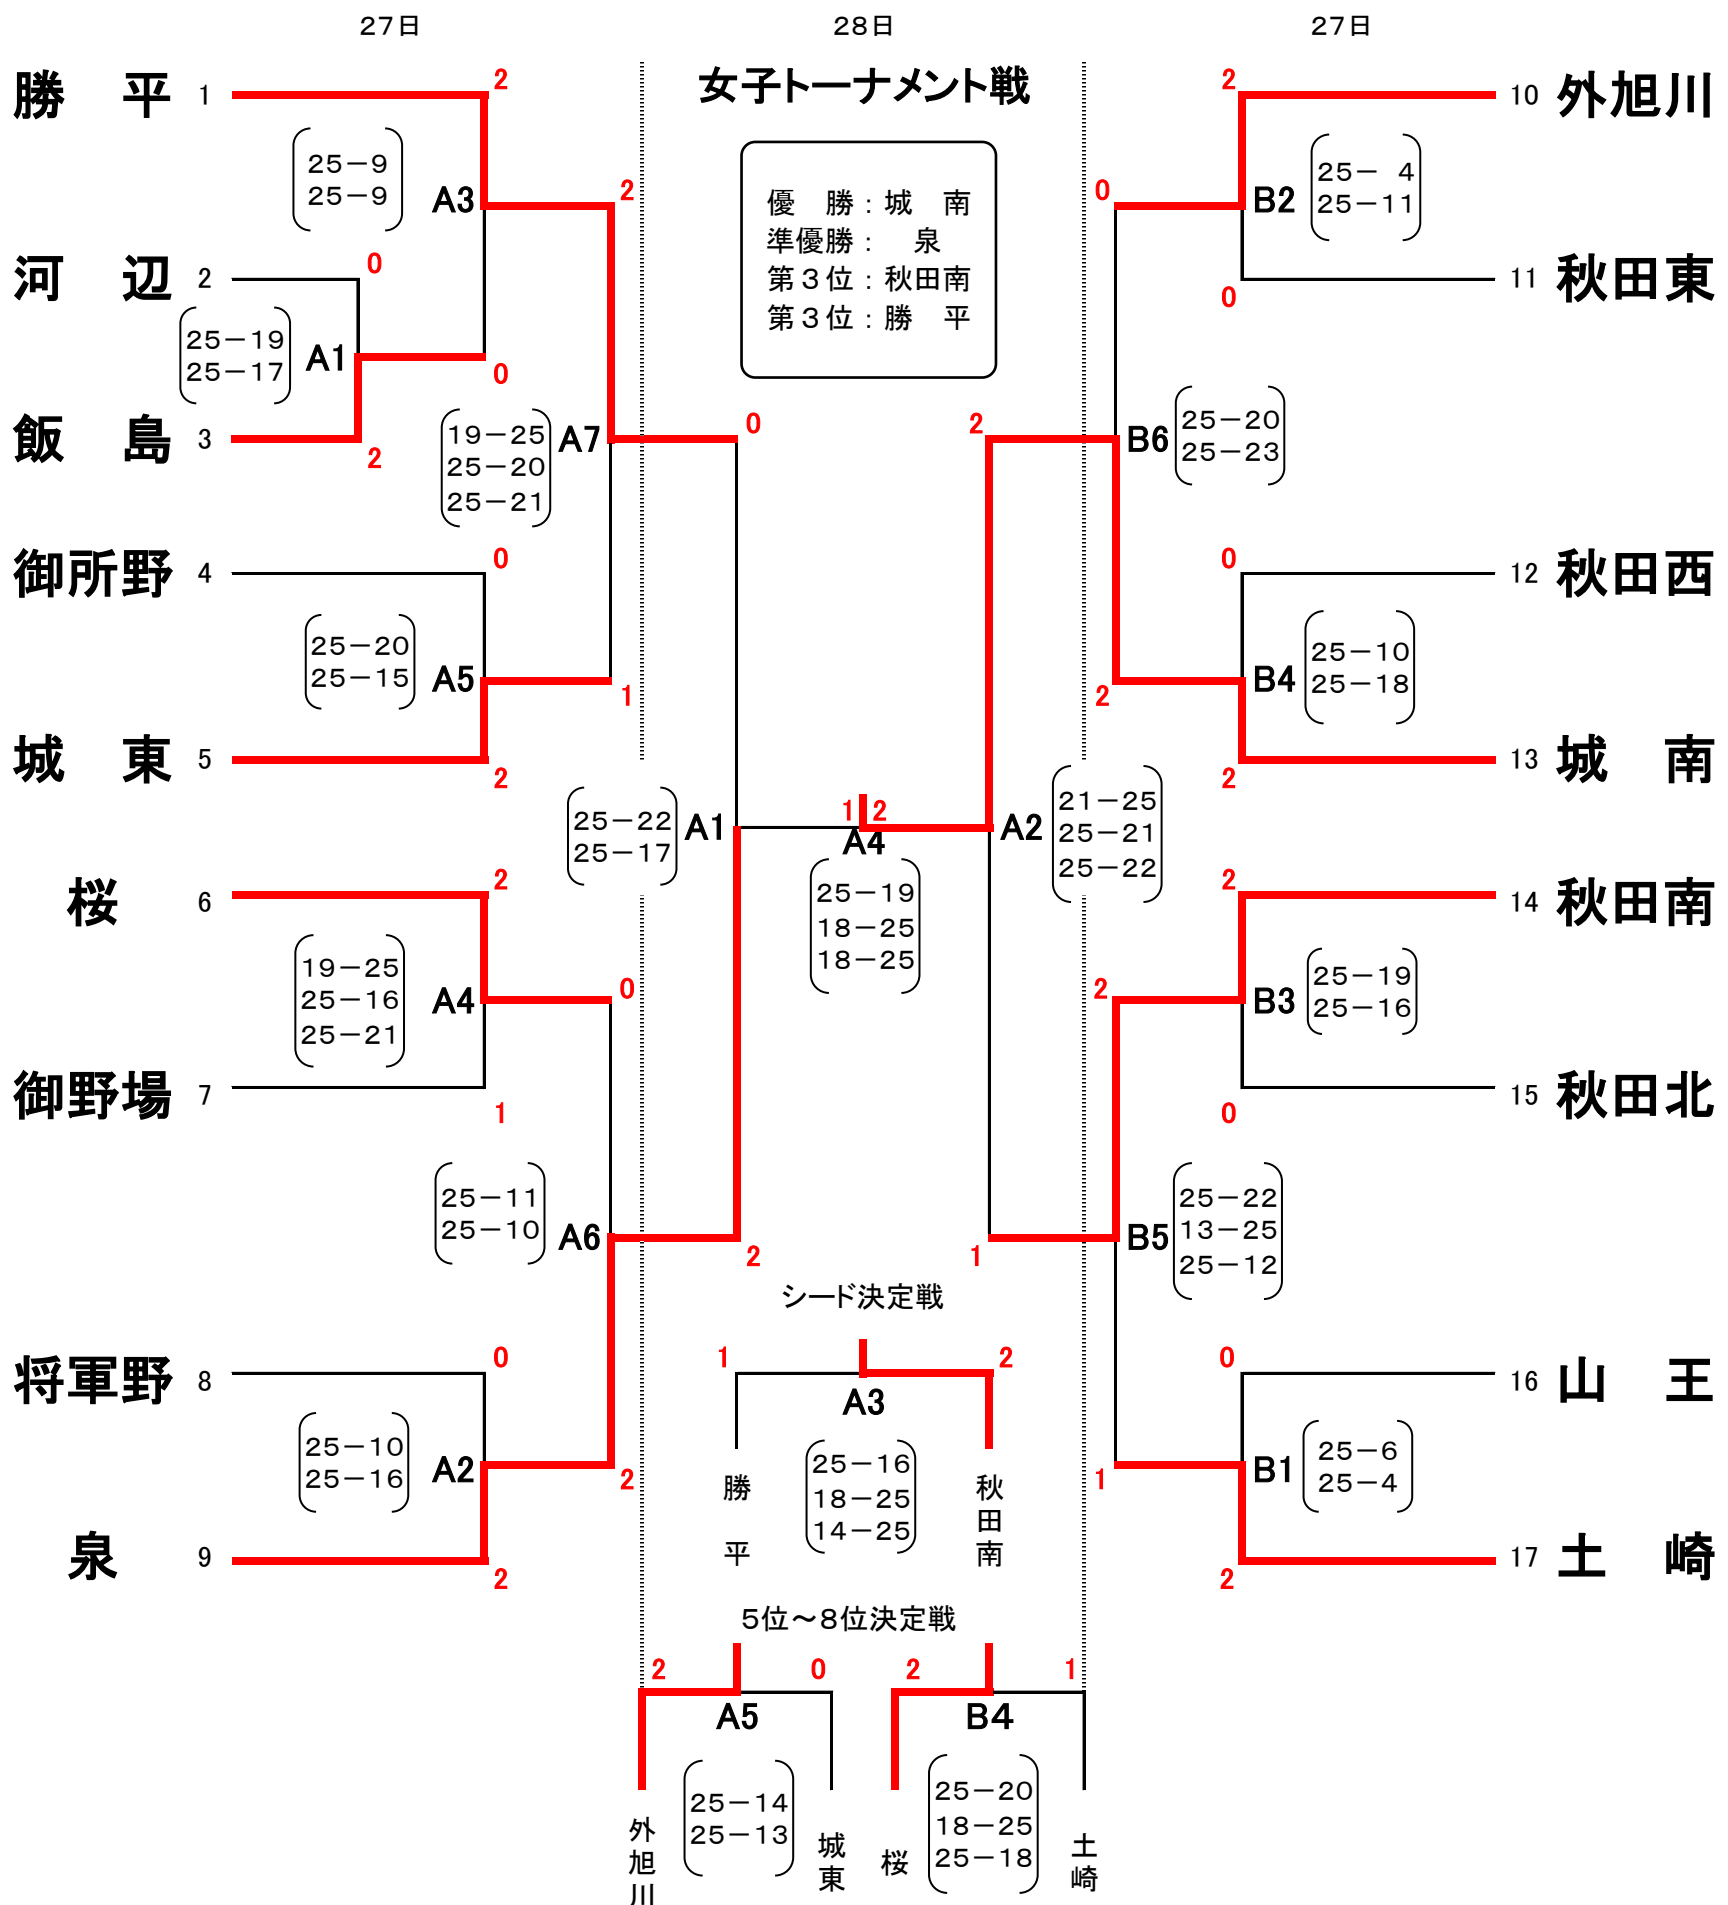 27日
28日
27日
女子トーナメント戦
優　勝：城　南
準優勝：　泉
第３位：秋田南
第３位：勝　平
勝　平 1
2
25－9
25－9
A3
2
河　辺 2
0
25－19
25－17
A1
0
飯　島 3
2
19－25
25－20
25－21
A7
0
御所野 4
0
25－20
25－15
A5
1
城　東 5
2
25－22
25－17
A1
桜 6
2
19－25
25－16
25－21
A4
0
御野場 7
1
25－11
25－10
A6
2
将軍野 8
0
25－10
25－16
A2
2
泉 9
2
1 2
A4
25－19
18－25
18－25
2
10 外旭川
0
B2
25－ 4
25－11
0
11 秋田東
2
B6
25－20
25－23
0
12 秋田西
B4
25－10
25－18
2
2
13 城　南
A2
21－25
25－21
25－22
2
14 秋田南
2
B3
25－19
25－16
0
15 秋田北
1
B5
25－22
13－25
25－12
0
16 山　王
B1
25－6
25－4
1
2
17 土　崎
シード決定戦
1
2
A3
25－16
18－25
14－25
勝　平
秋田南
5位～8位決定戦
2
0
A5
25－14
25－13
外旭川
城東
2
1
B4
25－20
18－25
25－18
桜
土崎